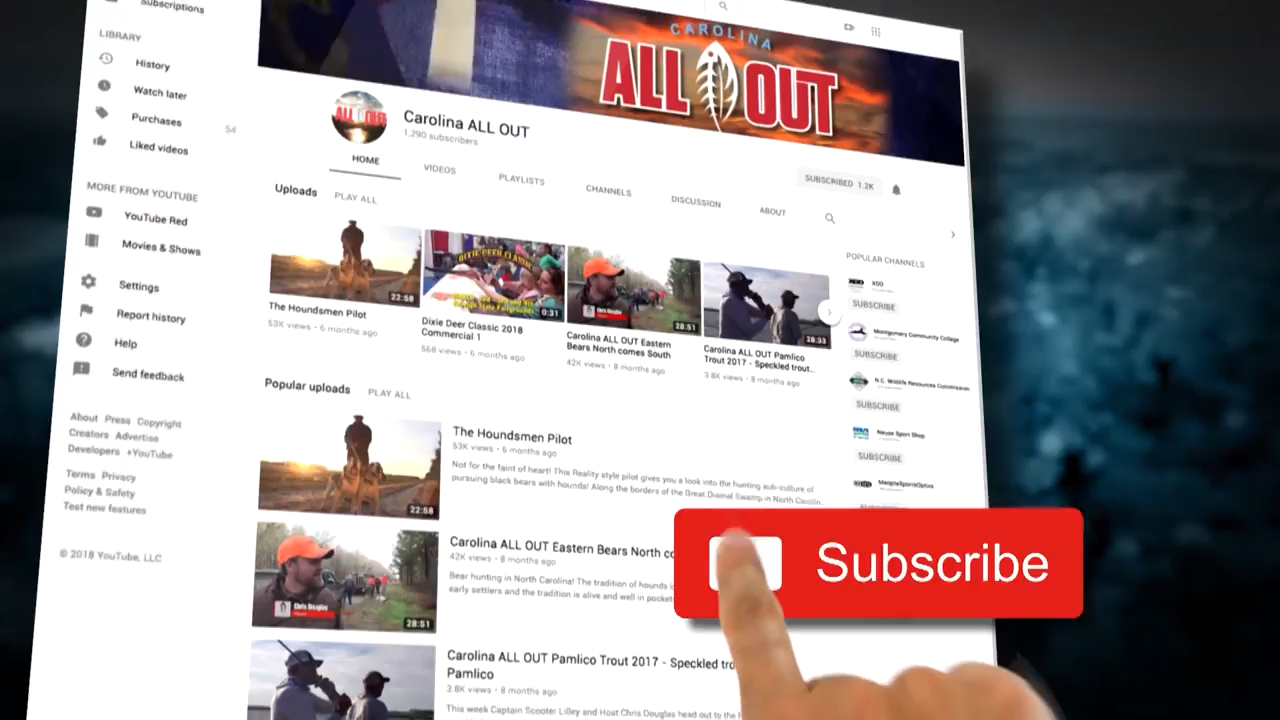 Subscriptions
LIBRARY
History
Watch later
Purchases
54
Liked videos
MORE FROM YOUTUBE
YouTube Red
Movies & Shows
Settings
Report history
Help
Send feedback
About Press Copyright
Creators Advertise
Developers +YouTube
Terms Privacy
Policy & Safety
Test new features
© 2018 YouTube, LLC
CAROLINA
ALL OUT
ALL OUT
Carolina ALL OUT
1,290 subscribers
SUBSCRIBED 1.2K
HOME
VIDEOS
PLAYLISTS
CHANNELS
DISCUSSION
ABOUT
Uploads
PLAY ALL
22:58
The Houndsmen Pilot
53K views • 6 months ago
DIXIE DEER CLASSIC
0:31
Dixie Deer Classic 2018
Commercial 1
568 views • 6 months ago
Chris Douglas
28:51
Carolina ALL OUT Eastern
Bears North comes South
42K views • 8 months ago
28:33
Carolina ALL OUT Pamlico
Trout 2017 - Speckled trout...
3.8K views • 8 months ago
POPULAR CHANNELS
SUBSCRIBE
Montgomery Community College
SUBSCRIBE
N.C. Wildlife Resources Commission
SUBSCRIBE
Neuse Sport Shop
SUBSCRIBE
MeoptaSportsOptics
Popular uploads
PLAY ALL
22:58
The Houndsmen Pilot
53K views • 6 months ago
Not for the faint of heart! This Reality style pilot gives you a look into the hunting sub-culture of
pursuing black bears with hounds! Along the borders of the Great Dismal Swamp in North Carolin...
Chris Douglas
28:51
Carolina ALL OUT Eastern Bears North co
42K views • 8 months ago
Bear hunting in North Carolina! The tradition of hounds
early settlers and the tradition is alive and well in pocket
Carolina ALL OUT Pamlico Trout 2017 - Speckled tro
Pamlico
3.8K views • 8 months ago
This week Captain Scooter Lilley and Host Chris Douglas head out to the
Subscribe